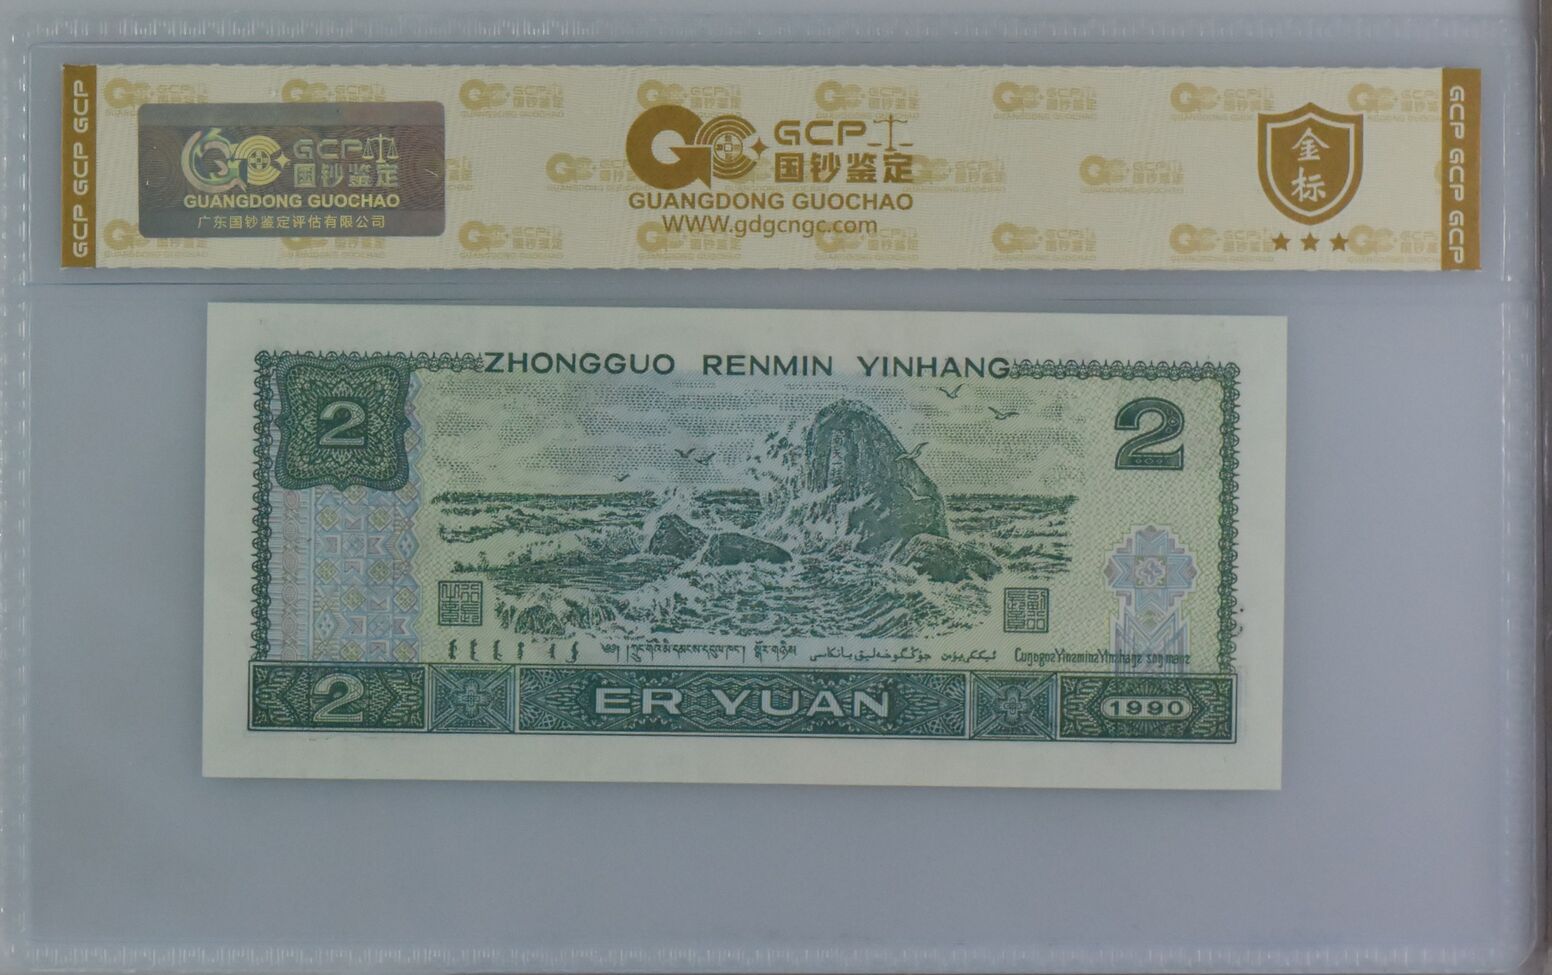 GCP GCP GCP
GCP
国钞鉴定
GUANGDONG GUOCHAO
广东国钞鉴定评估有限公司
GCP
国钞鉴定
GUANGDONG GUOCHAO
WWW.gdgcngc.com
金标
GCP GCP GCP
ZHONGGUO RENMIN YINHANG
2
2
2
ER YUAN
1990